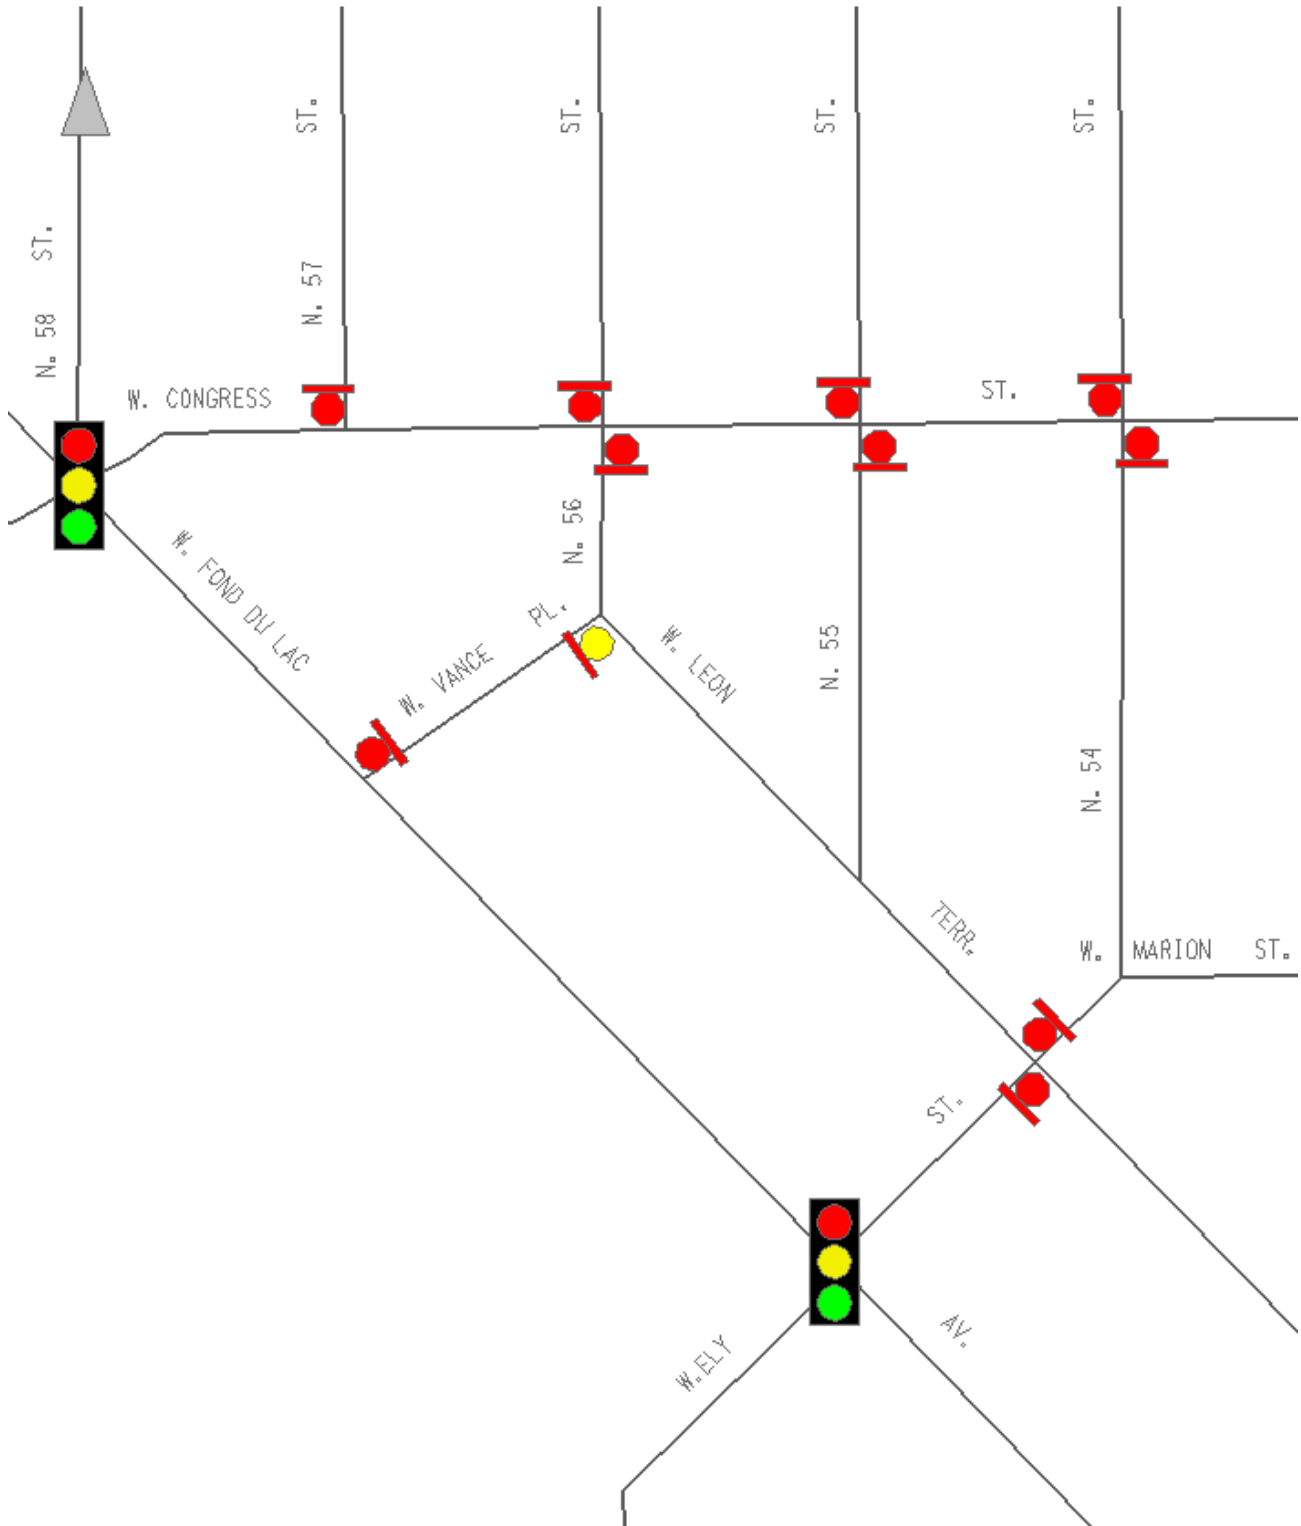 ST.
ST.
ST.
ST.
N. 58 ST.
N. 57
W. CONGRESS
ST.
N. 56
W. FOND DU LAC
PL.
W. VANCE
W. LEON
N. 55
N. 54
TERR.
W. MARION ST.
ST.
W.ELY
AV.